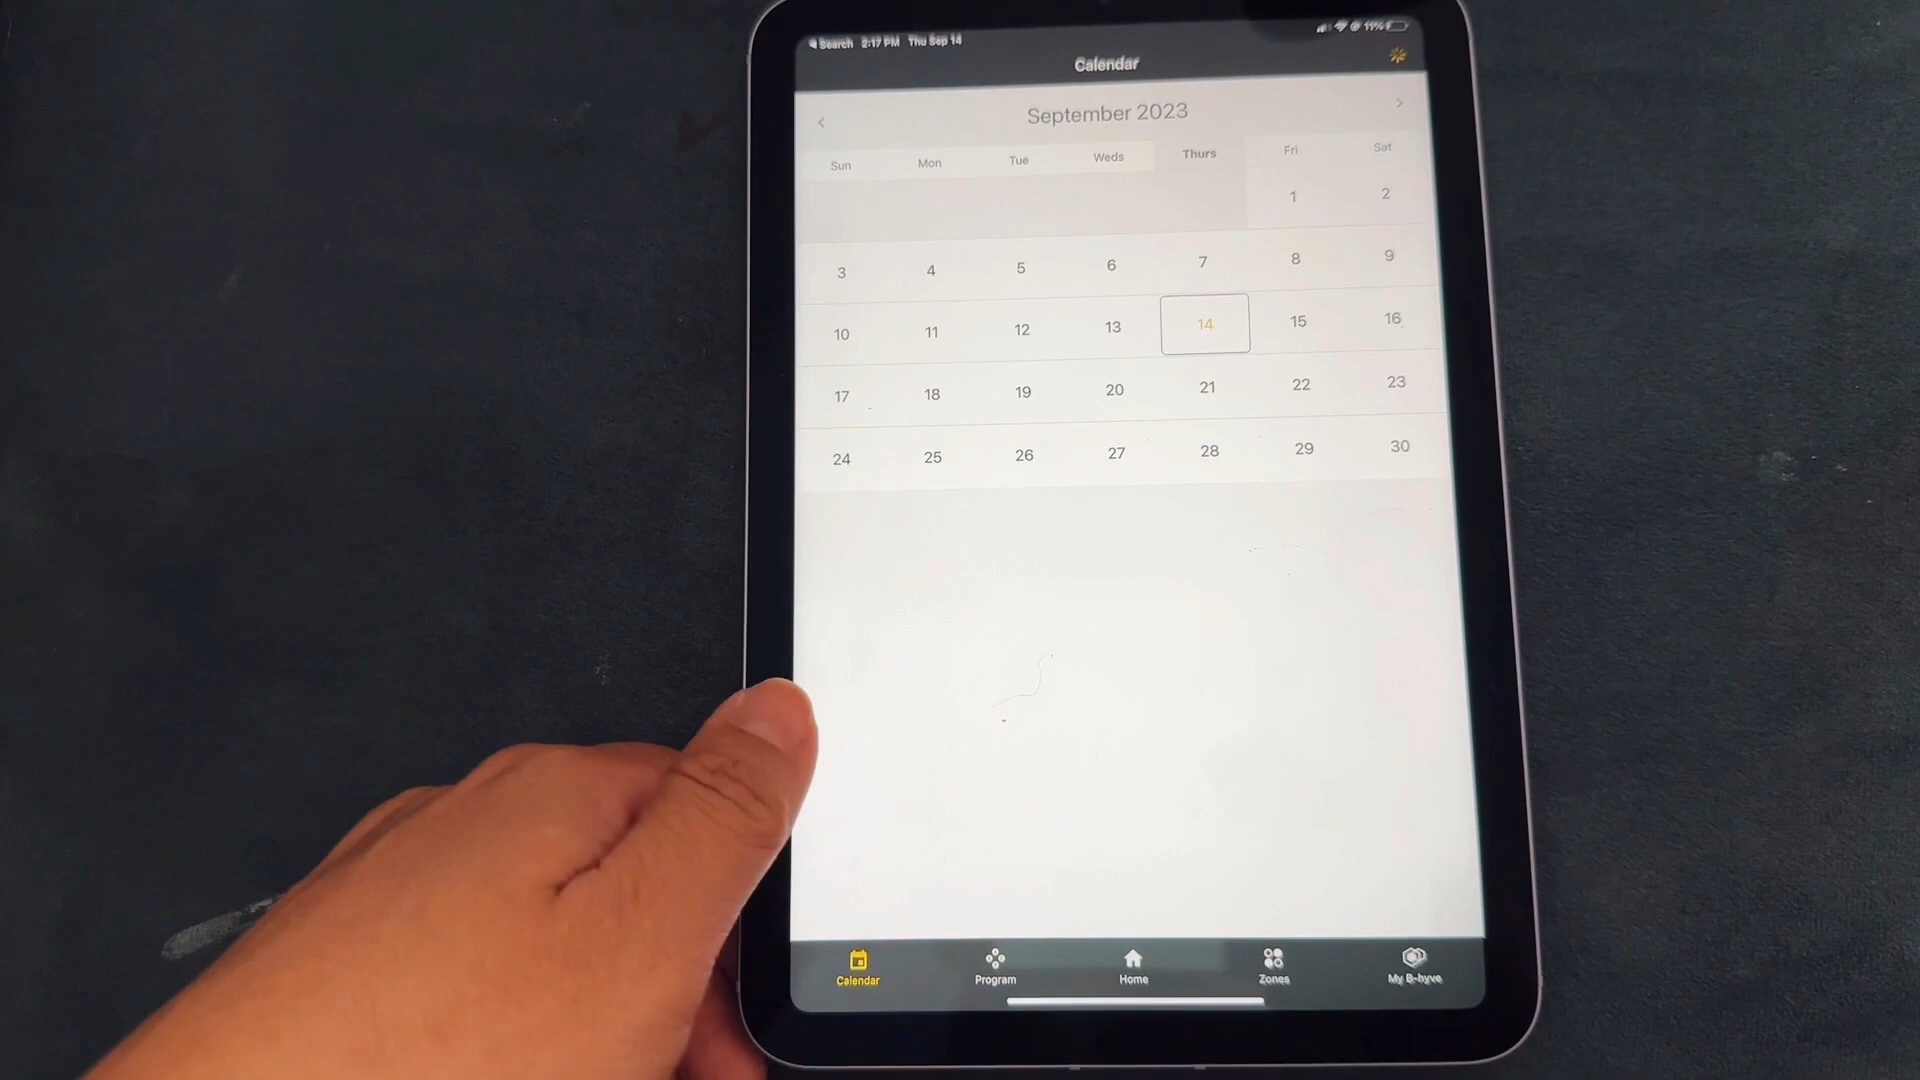 Search 2:17 PM Thu Sep 14 11%
Calendar
September 2023
Sun Mon Tue Weds Thurs Fri Sat
1 2
3 4 5 6 7 8 9
10 11 12 13 14 15 16
17 18 19 20 21 22 23
24 25 26 27 28 29 30
Calendar Program Home Zones My B-hyve